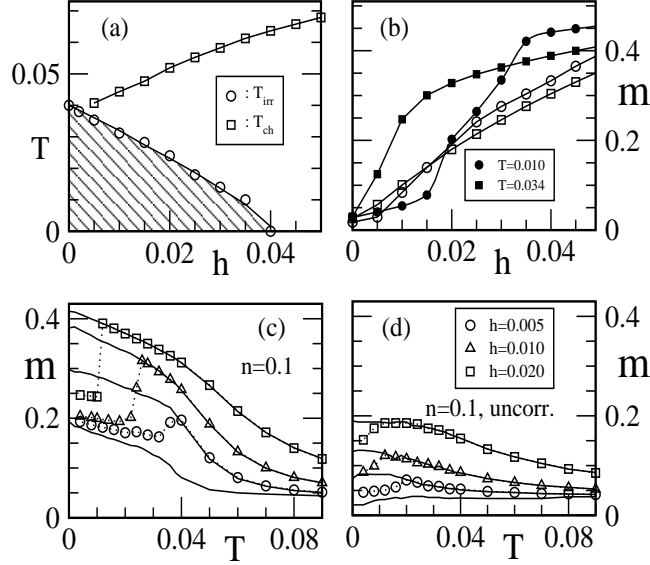 (a)
0.05
T
0
: T_irr
: T_ch
0
0.02
0.04
h
(b)
0.4
m
0.2
0
T=0.010
T=0.034
0
0.02
0.04
h
(c)
0.4
m
0.2
0
n=0.1
0
0.04
0.08
T
(d)
h=0.005
h=0.010
h=0.020
0.4
m
n=0.1, uncorr.
0.2
0
0
0.04
0.08
T